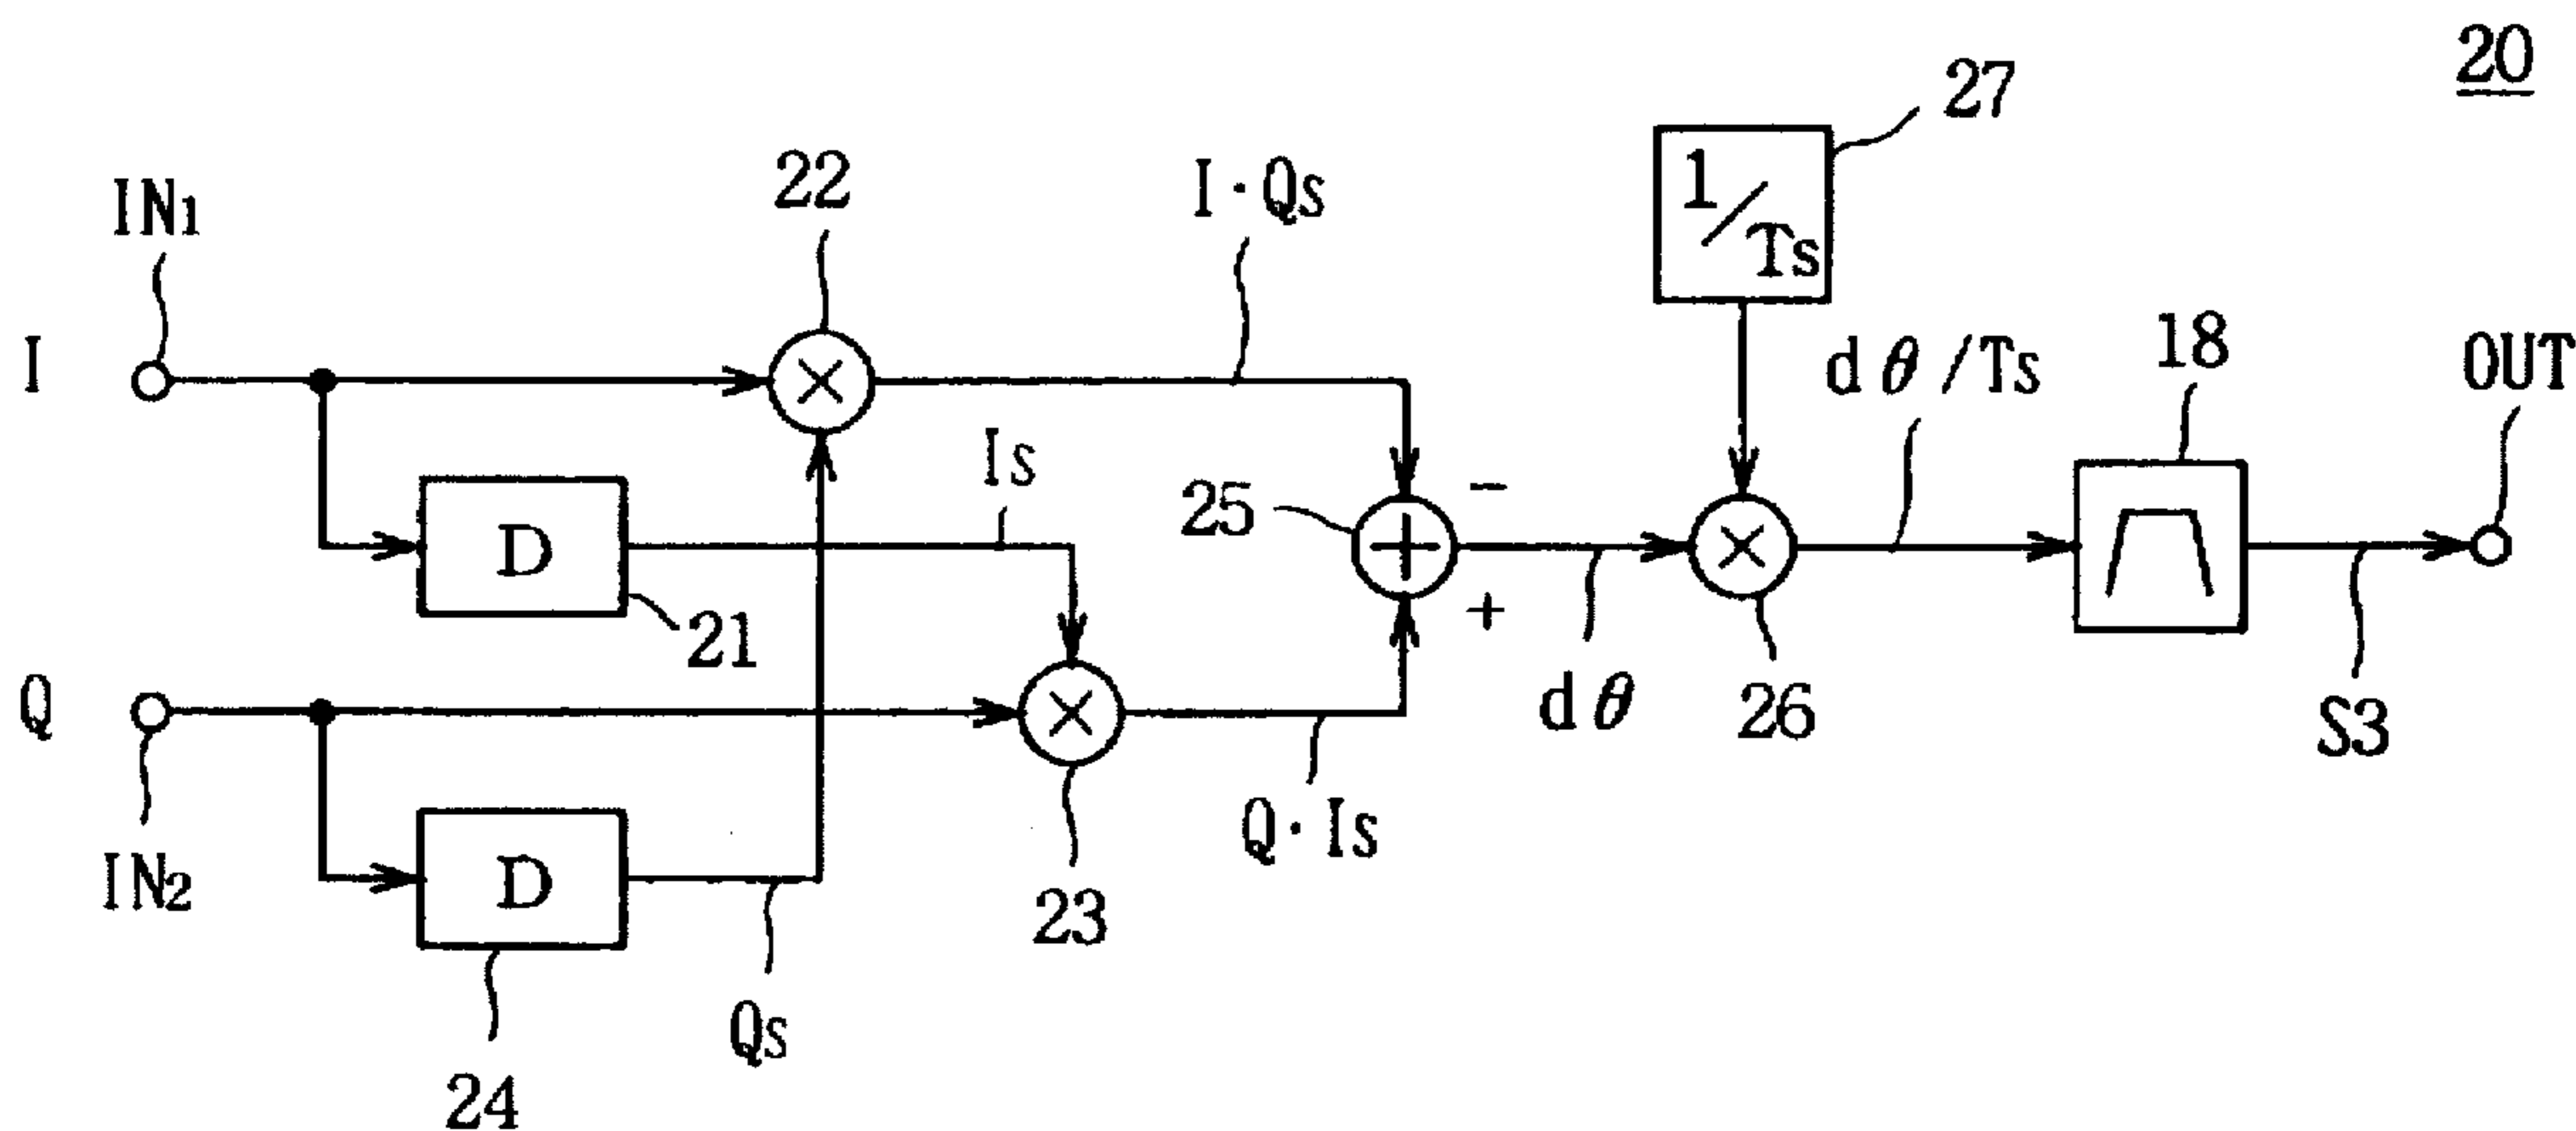 20
27
1/Ts
22
I · Qs
IN1
18
dθ/Ts
OUT
I
Is
25
−
D
21
+
dθ
26
S3
Q
Q · Is
IN2
D
23
Qs
24